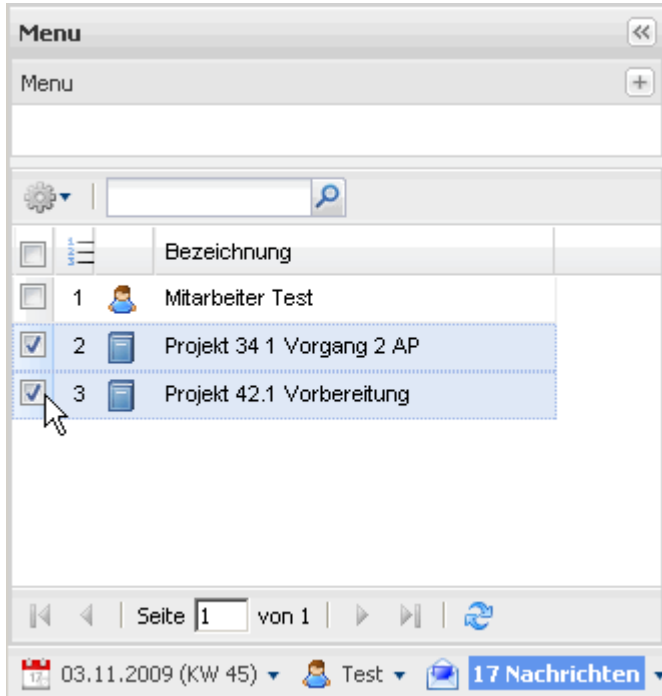 Menu
Menu
Bezeichnung
1 Mitarbeiter Test
2 Projekt 34 1 Vorgang 2 AP
3 Projekt 42.1 Vorbereitung
Seite 1 von 1
03.11.2009 (KW 45) Test 17 Nachrichten